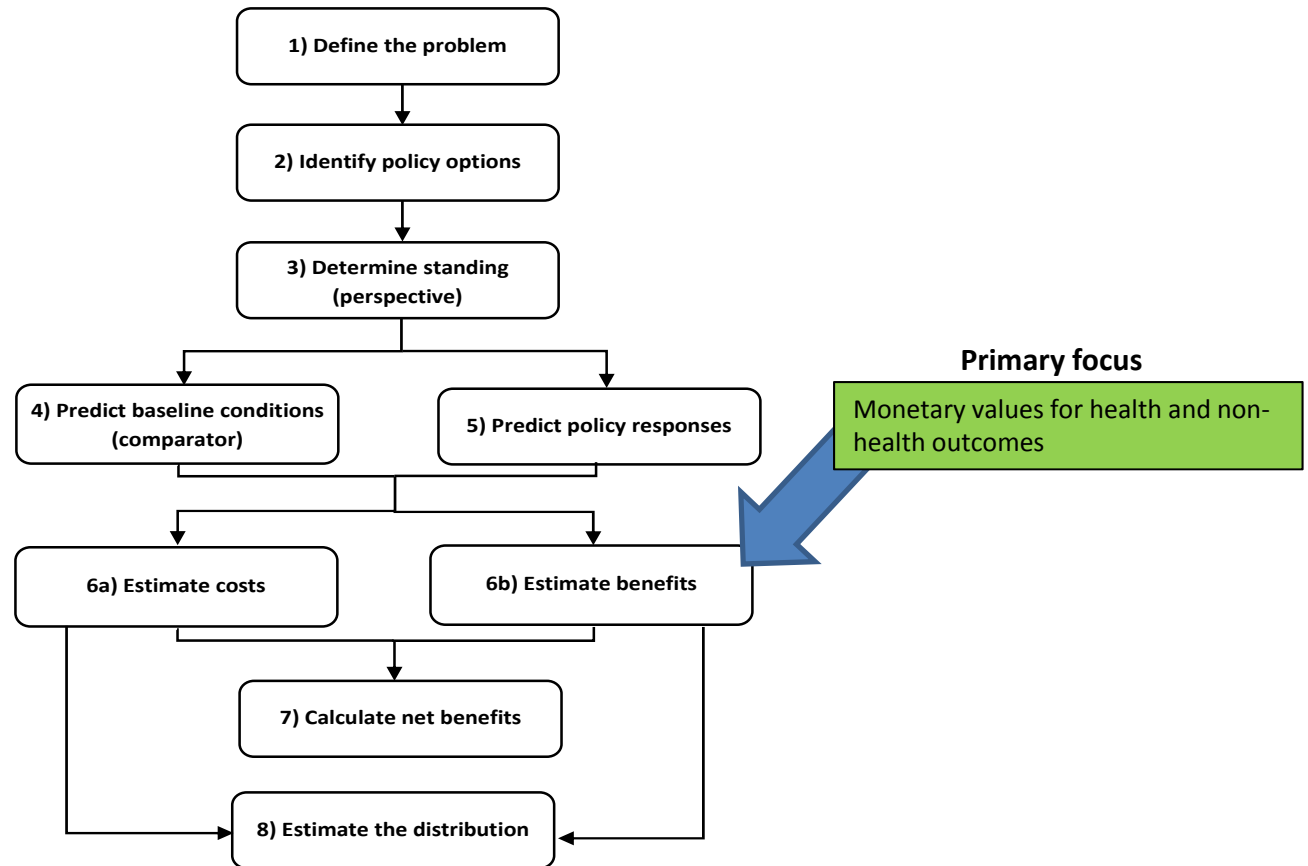 1) Define the problem
2) Identify policy options
3) Determine standing
(perspective)
4) Predict baseline conditions
(comparator)
5) Predict policy responses
Primary focus
Monetary values for health and non-
health outcomes
6a) Estimate costs
6b) Estimate benefits
7) Calculate net benefits
8) Estimate the distribution